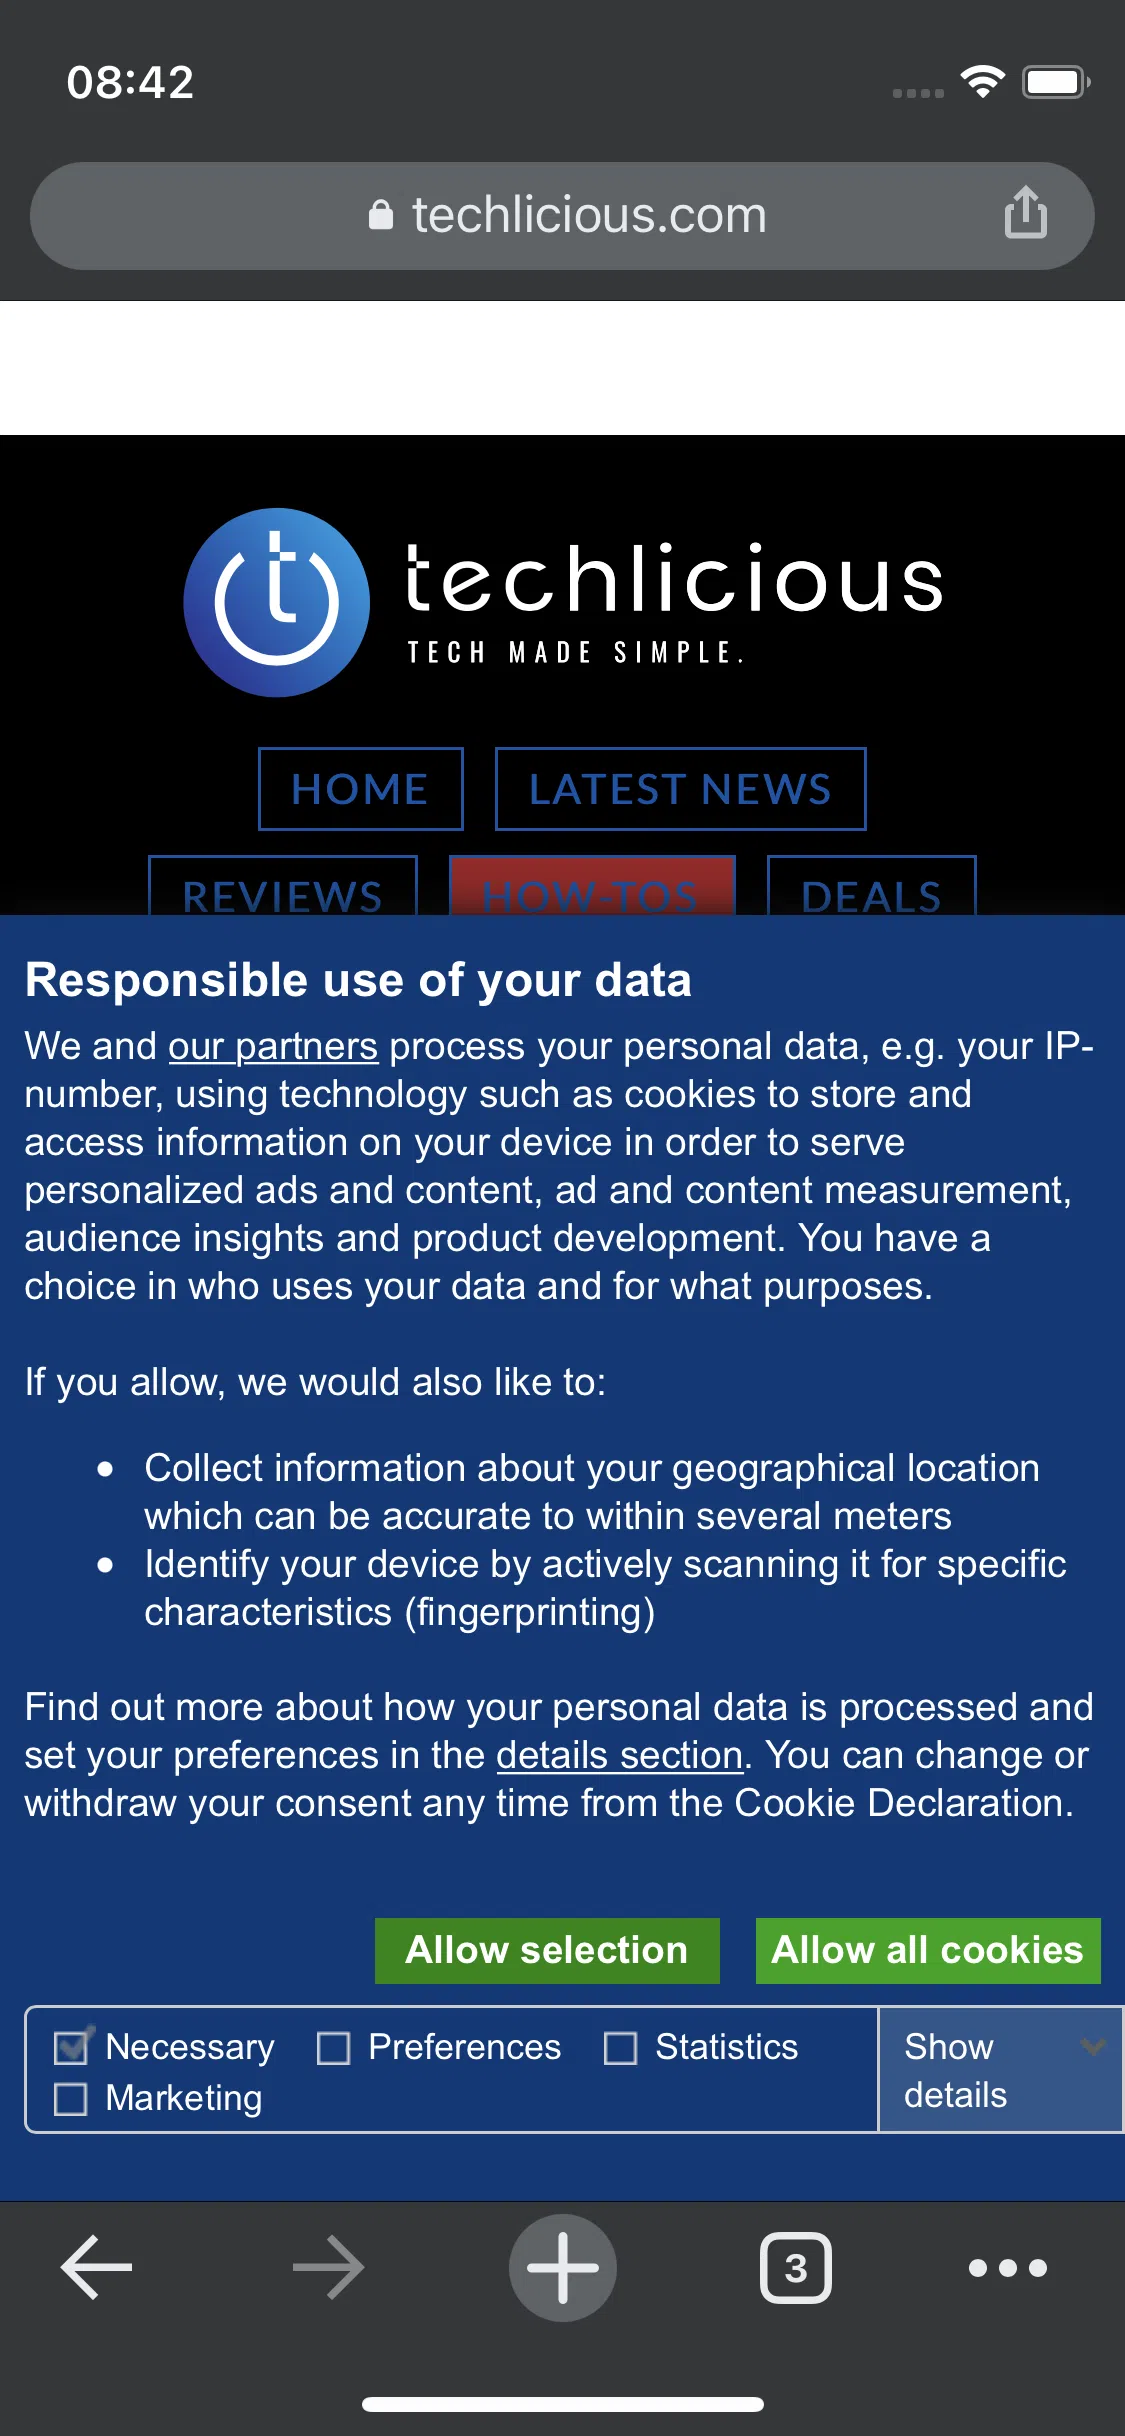 08:42
techlicious.com
techlicious
TECH MADE SIMPLE.
HOME LATEST NEWS
REVIEWS HOW-TOS DEALS
Responsible use of your data
We and our partners process your personal data, e.g. your IP-
number, using technology such as cookies to store and
access information on your device in order to serve
personalized ads and content, ad and content measurement,
audience insights and product development. You have a
choice in who uses your data and for what purposes.
If you allow, we would also like to:
• Collect information about your geographical location
which can be accurate to within several meters
• Identify your device by actively scanning it for specific
characteristics (fingerprinting)
Find out more about how your personal data is processed and
set your preferences in the details section. You can change or
withdraw your consent any time from the Cookie Declaration.
Allow selection Allow all cookies
Necessary Preferences Statistics
Marketing
Show
details
3